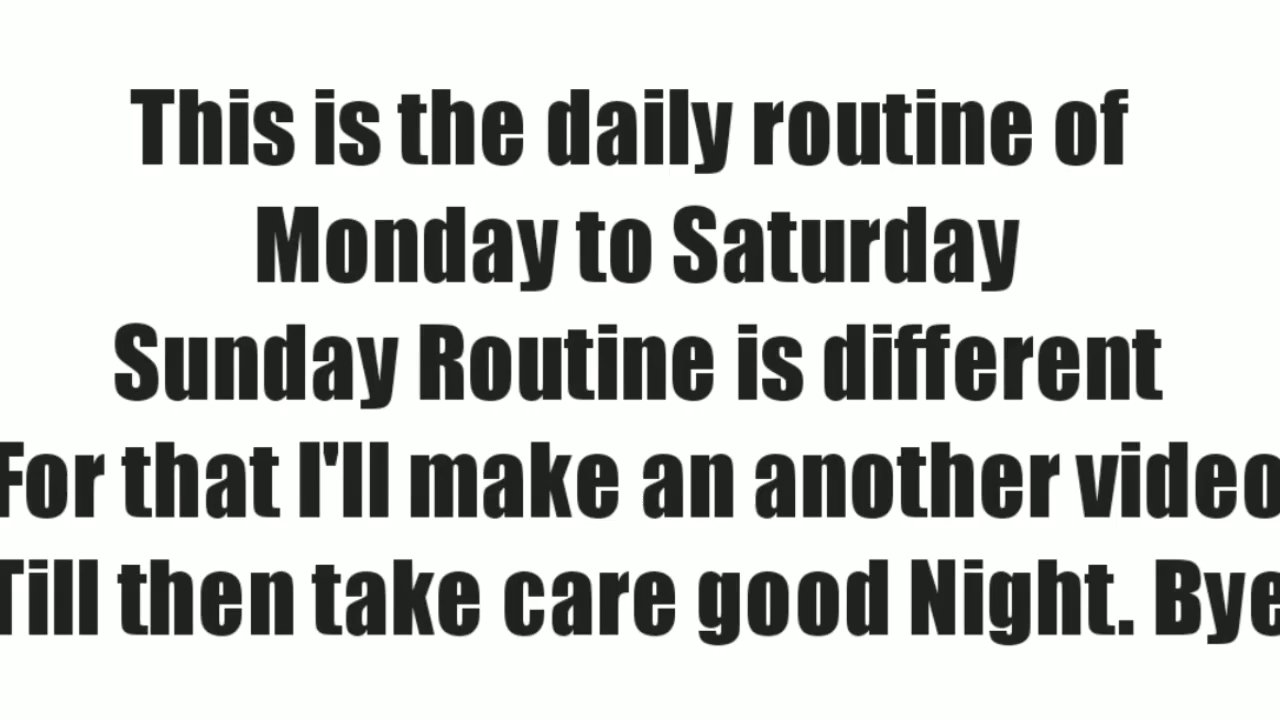 This is the daily routine of
Monday to Saturday
Sunday Routine is different
For that I'll make an another video
Till then take care good Night. Bye